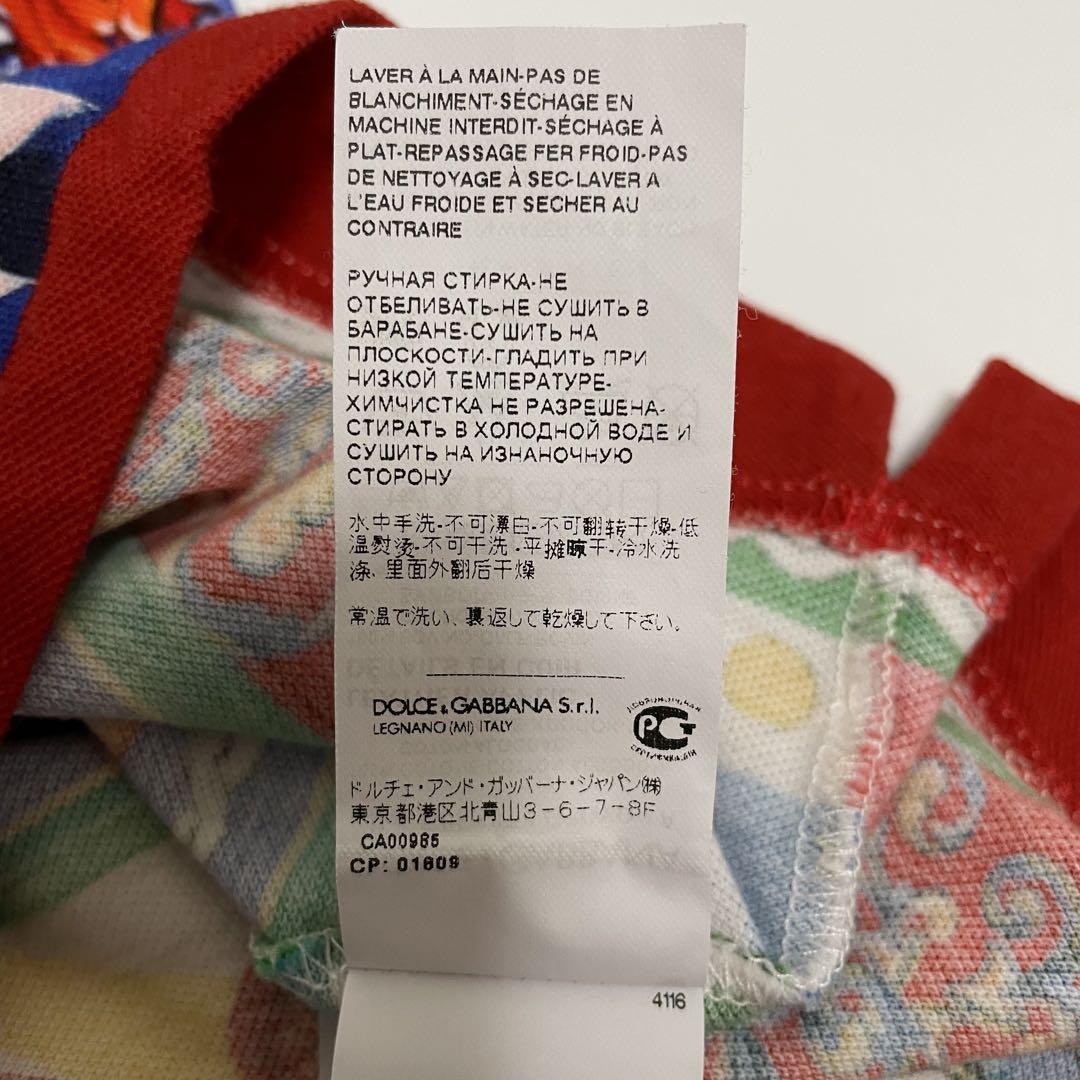 LAVER À LA MAIN-PAS DE
BLANCHIMENT-SÉCHAGE EN
MACHINE INTERDIT-SÉCHAGE À
PLAT-REPASSAGE FER FROID-PAS
DE NETTOYAGE À SEC-LAVER A
L'EAU FROIDE ET SECHER AU
CONTRAIRE
РУЧНАЯ СТИРКА-НЕ
ОТБЕЛИВАТЬ-НЕ СУШИТЬ В
БАРАБАНЕ-СУШИТЬ НА
ПЛОСКОСТИ-ГЛАДИТЬ ПРИ
НИЗКОЙ ТЕМПЕРАТУРЕ-
ХИМЧИСТКА НЕ РАЗРЕШЕНА-
СТИРАТЬ В ХОЛОДНОЙ ВОДЕ И
СУШИТЬ НА ИЗНАНОЧНУЮ
СТОРОНУ
水中手洗-不可漂白-不可翻转干燥-低
温熨烫-不可干洗-平摊晾干-冷水洗
涤、里面外翻后干燥
常温で洗い、裏返して乾燥して下さい。
DOLCE & GABBANA S.r.l.
LEGNANO (MI) ITALY
РСТ
ドルチェ・アンド・ガッバーナ・ジャパン㈱
東京都港区北青山3-6-7-8F
CA00985
CP: 01609
4116